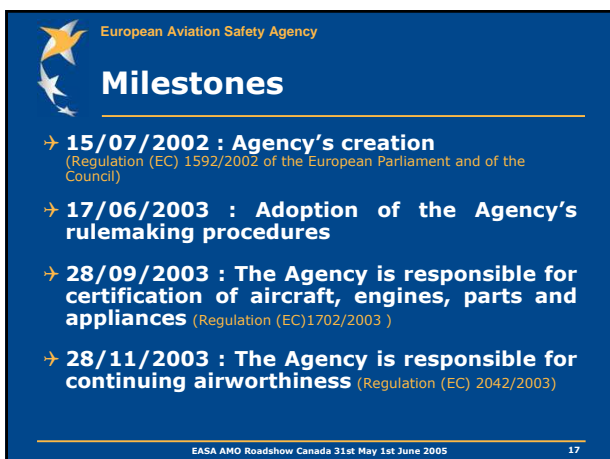 European Aviation Safety Agency
Milestones
15/07/2002 : Agency's creation
(Regulation (EC) 1592/2002 of the European Parliament and of the
Council)
17/06/2003 : Adoption of the Agency's
rulemaking procedures
28/09/2003 : The Agency is responsible for
certification of aircraft, engines, parts and
appliances (Regulation (EC)1702/2003 )
28/11/2003 : The Agency is responsible for
continuing airworthiness (Regulation (EC) 2042/2003)
EASA AMO Roadshow Canada 31st May 1st June 2005 17